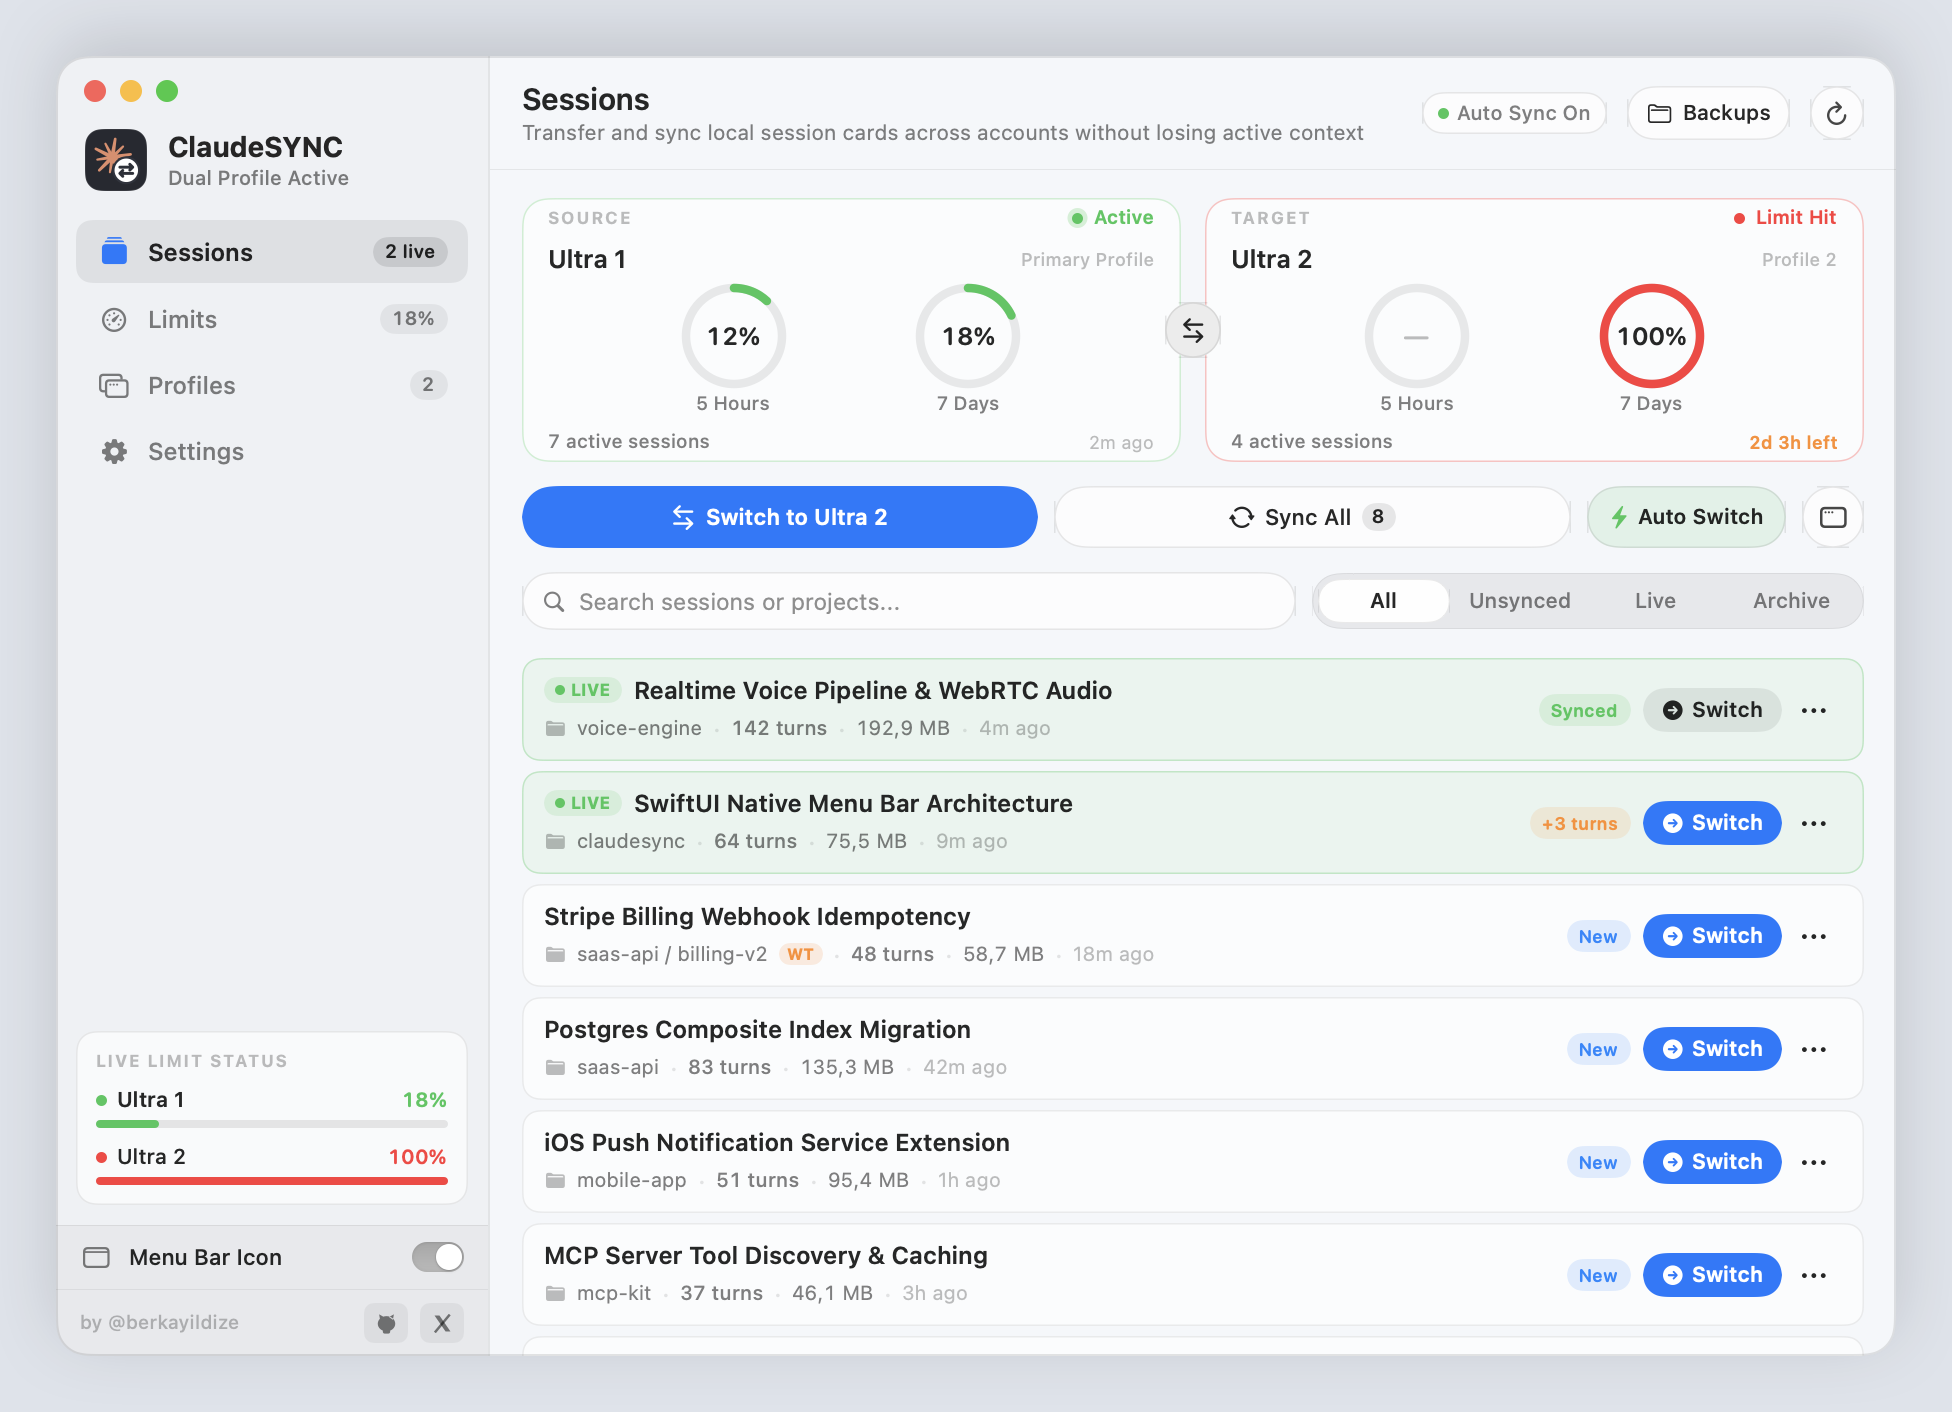 ClaudeSYNC
Dual Profile Active
Sessions
2 live
Limits
18%
Profiles
2
Settings
LIVE LIMIT STATUS
Ultra 1
18%
Ultra 2
100%
Menu Bar Icon
by @berkayildize
Sessions
Transfer and sync local session cards across accounts without losing active context
Auto Sync On
Backups
SOURCE
Active
Ultra 1
Primary Profile
12%
18%
5 Hours
7 Days
7 active sessions
2m ago
TARGET
Limit Hit
Ultra 2
Profile 2
—
100%
5 Hours
7 Days
4 active sessions
2d 3h left
Switch to Ultra 2
Sync All 8
Auto Switch
Search sessions or projects...
All
Unsynced
Live
Archive
LIVE Realtime Voice Pipeline & WebRTC Audio
voice-engine · 142 turns · 192,9 MB · 4m ago
Synced
Switch
LIVE SwiftUI Native Menu Bar Architecture
claudesync · 64 turns · 75,5 MB · 9m ago
+3 turns
Switch
Stripe Billing Webhook Idempotency
saas-api / billing-v2 WT · 48 turns · 58,7 MB · 18m ago
New
Switch
Postgres Composite Index Migration
saas-api · 83 turns · 135,3 MB · 42m ago
New
Switch
iOS Push Notification Service Extension
mobile-app · 51 turns · 95,4 MB · 1h ago
New
Switch
MCP Server Tool Discovery & Caching
mcp-kit · 37 turns · 46,1 MB · 3h ago
New
Switch